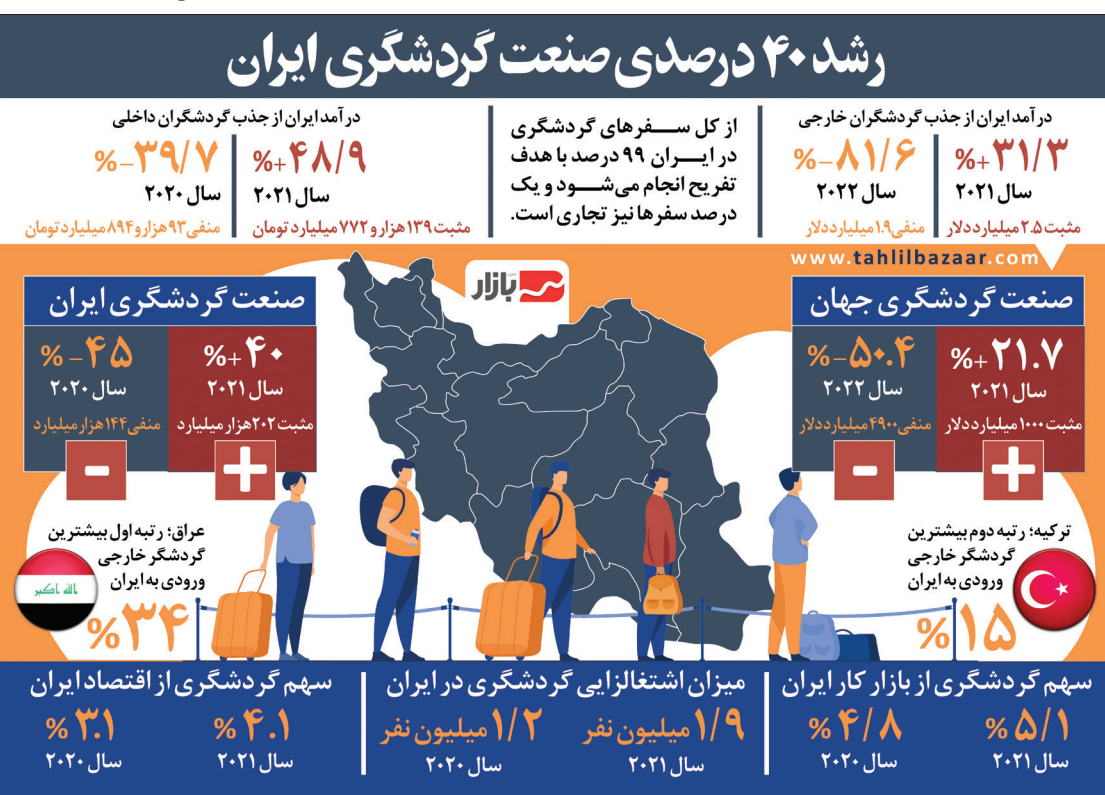 رشد ۴۰ درصدی صنعت گردشگری ایران
درآمد ایران از جذب گردشگران خارجی
%+۳۱/۳
سال ۲۰۲۱
مثبت ۲.۵ میلیارد دلار
%-۸۱/۶
سال ۲۰۲۲
منفی ۱.۹ میلیارد دلار
از کل سفرهای گردشگری
در ایران ۹۹ درصد با هدف
تفریح انجام می‌شود و یک
درصد سفرها نیز تجاری است.
درآمد ایران از جذب گردشگران داخلی
%+۴۸/۹
سال ۲۰۲۱
مثبت ۱۳۹ هزار و ۷۷۲ میلیارد تومان
%-۳۹/۷
سال ۲۰۲۰
منفی ۹۳ هزار و ۸۹۴ میلیارد تومان
www.tahlilbazaar.com
بازار
صنعت گردشگری جهان
%+۲۱.۷
سال ۲۰۲۱
مثبت ۱۰۰۰ میلیارد دلار
+
%-۵۰.۴
سال ۲۰۲۲
منفی ۴۹۰۰ میلیارد دلار
-
صنعت گردشگری ایران
%+۴۰
سال ۲۰۲۱
مثبت ۲۰۲ هزار میلیارد
+
%-۴۵
سال ۲۰۲۰
منفی ۱۴۴ هزار میلیارد
-
ترکیه؛ رتبه دوم بیشترین
گردشگر خارجی
ورودی به ایران
%۱۵
عراق؛ رتبه اول بیشترین
گردشگر خارجی
ورودی به ایران
%۳۴
الله اكبر
سهم گردشگری از بازار کار ایران
%۵/۱
سال ۲۰۲۱
%۴/۸
سال ۲۰۲۰
میزان اشتغالزایی گردشگری در ایران
۱/۹ میلیون نفر
سال ۲۰۲۱
۱/۲ میلیون نفر
سال ۲۰۲۰
سهم گردشگری از اقتصاد ایران
%۴.۱
سال ۲۰۲۱
%۳.۱
سال ۲۰۲۰